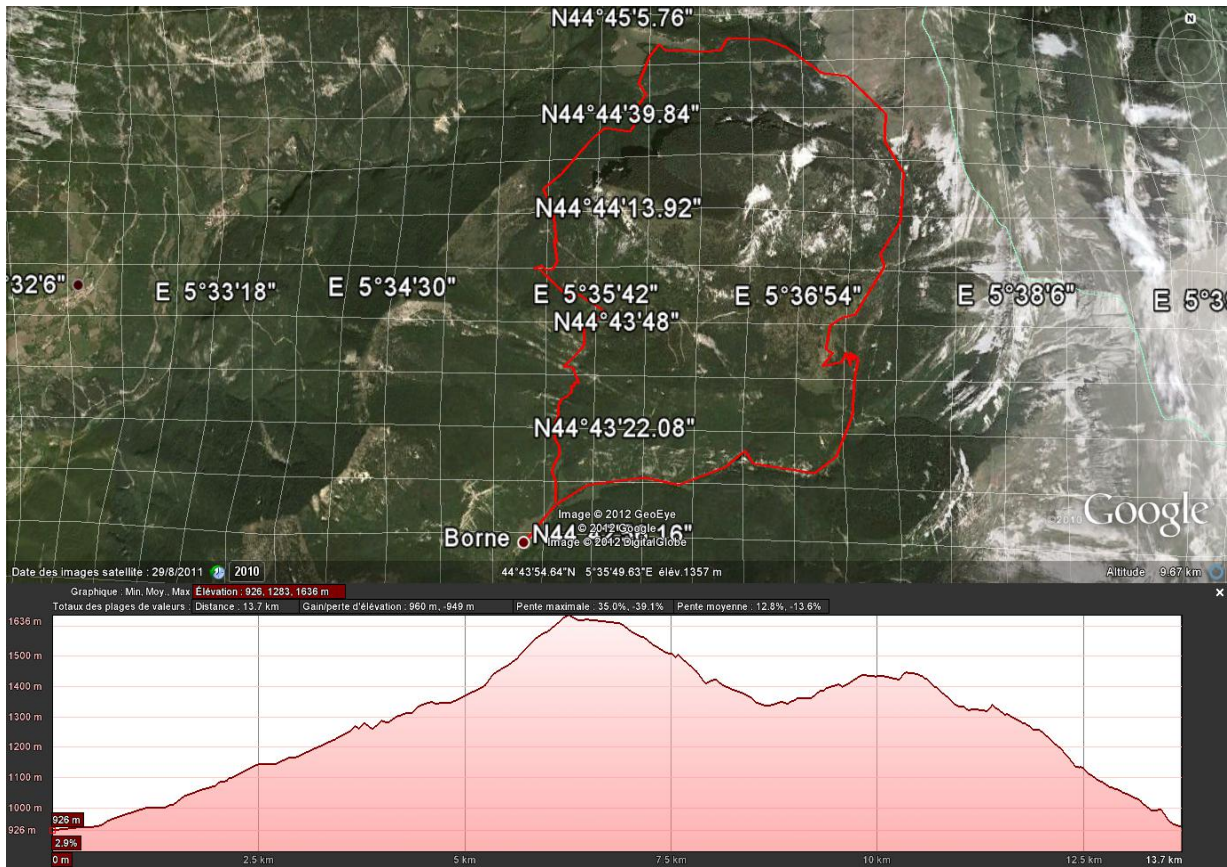 N44°45'5.76"
N
N44°44'39.84"
N44°44'13.92"
°32'6"
E 5°33'18"
E 5°34'30"
E 5°35'42"
E 5°36'54"
E 5°38'6"
E 5°3
N44°43'48"
N44°43'22.08"
Image © 2012 GeoEye
© 2012 Google
Image © 2012 DigitalGlobe
Borne
©2010 Google
Date des images satellite : 29/8/2011 2010 44°43'54.64"N 5°35'49.63"E élév.1357 m Altitude 9.67 km
Graphique : Min, Moy., Max Élévation : 926, 1283, 1636 m
Totaux des plages de valeurs : Distance : 13.7 km Gain/perte d'élévation : 960 m, -949 m Pente maximale : 35.0%, -39.1% Pente moyenne : 12.8%, -13.6%
1636 m
1500 m
1400 m
1300 m
1200 m
1100 m
1000 m
926 m
926 m
2.9%
0 m 2.5 km 5 km 7.5 km 10 km 12.5 km 13.7 km